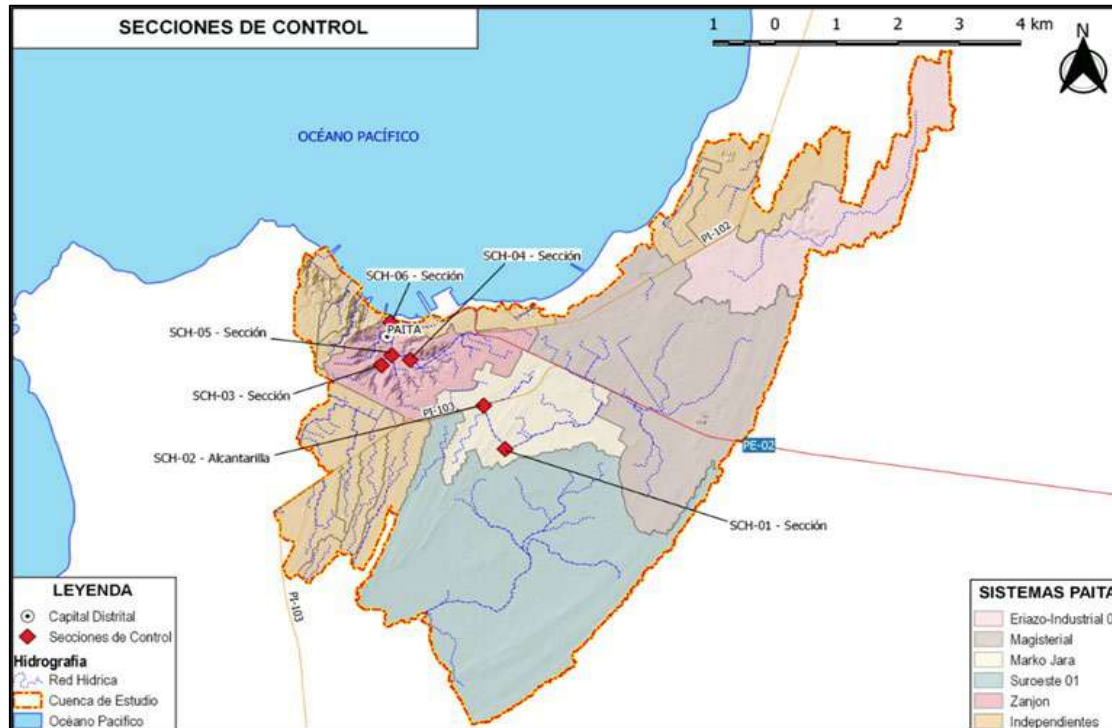 SECCIONES DE CONTROL
1 0 1 2 3 4 km
N
OCÉANO PACÍFICO
PI-102
SCH-04 - Sección
SCH-06 - Sección
SCH-05 - Sección
PAITA
SCH-03 - Sección
PI-103
SCH-02 - Alcantarilla
PE-02
SCH-01 - Sección
PI-103
LEYENDA
Capital Distrital
Secciones de Control
Hidrografia
Red Hídrica
Cuenca de Estudio
Océano Pacifico
SISTEMAS PAITA
Eriazo-Industrial 0
Magisterial
Marko Jara
Suroeste 01
Zanjon
Independientes